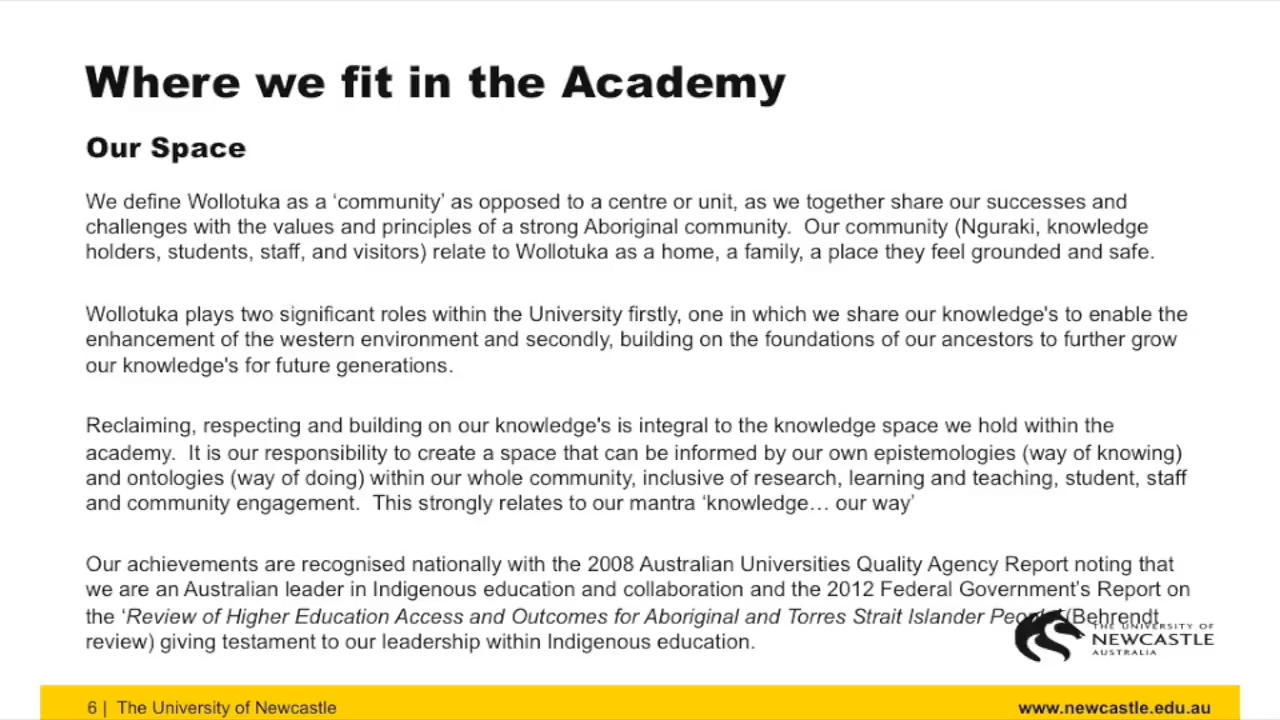 Where we fit in the Academy
Our Space
We define Wollotuka as a ‘community’ as opposed to a centre or unit, as we together share our successes and
challenges with the values and principles of a strong Aboriginal community.  Our community (Nguraki, knowledge
holders, students, staff, and visitors) relate to Wollotuka as a home, a family, a place they feel grounded and safe.
Wollotuka plays two significant roles within the University firstly, one in which we share our knowledge's to enable the
enhancement of the western environment and secondly, building on the foundations of our ancestors to further grow
our knowledge's for future generations.
Reclaiming, respecting and building on our knowledge's is integral to the knowledge space we hold within the
academy.  It is our responsibility to create a space that can be informed by our own epistemologies (way of knowing)
and ontologies (way of doing) within our whole community, inclusive of research, learning and teaching, student, staff
and community engagement.  This strongly relates to our mantra ‘knowledge… our way’
Our achievements are recognised nationally with the 2008 Australian Universities Quality Agency Report noting that
we are an Australian leader in Indigenous education and collaboration and the 2012 Federal Government’s Report on
the ‘Review of Higher Education Access and Outcomes for Aboriginal and Torres Strait Islander (Behrendt
review) giving testament to our leadership within Indigenous education.
THE UNIVERSITY OF
NEWCASTLE
AUSTRALIA
6 | The University of Newcastle
www.newcastle.edu.au